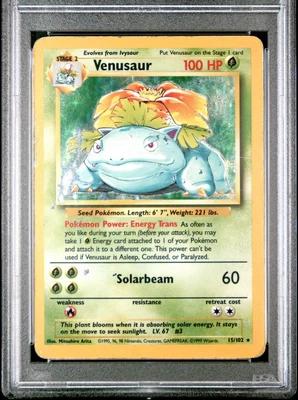 Evolves from Ivysaur
Put Venusaur on the Stage 1 card
STAGE 2
Venusaur
100 HP
Seed Pokémon. Length: 6' 7", Weight: 221 lbs.
Pokémon Power: Energy Trans As often as
you like during your turn (before your attack), you may
take 1 Energy card attached to 1 of your Pokémon
and attach it to a different one. This power can't be
used if Venusaur is Asleep, Confused, or Paralyzed.
Solarbeam
60
weakness
resistance
retreat cost
This plant blooms when it is absorbing solar energy. It stays
on the move to seek sunlight. LV. 67 #3
Illus. Mitsuhiro Arita
©1995, 96, 98 Nintendo, Creatures, GAMEFREAK. ©1999 Wizards.
15/102 ★